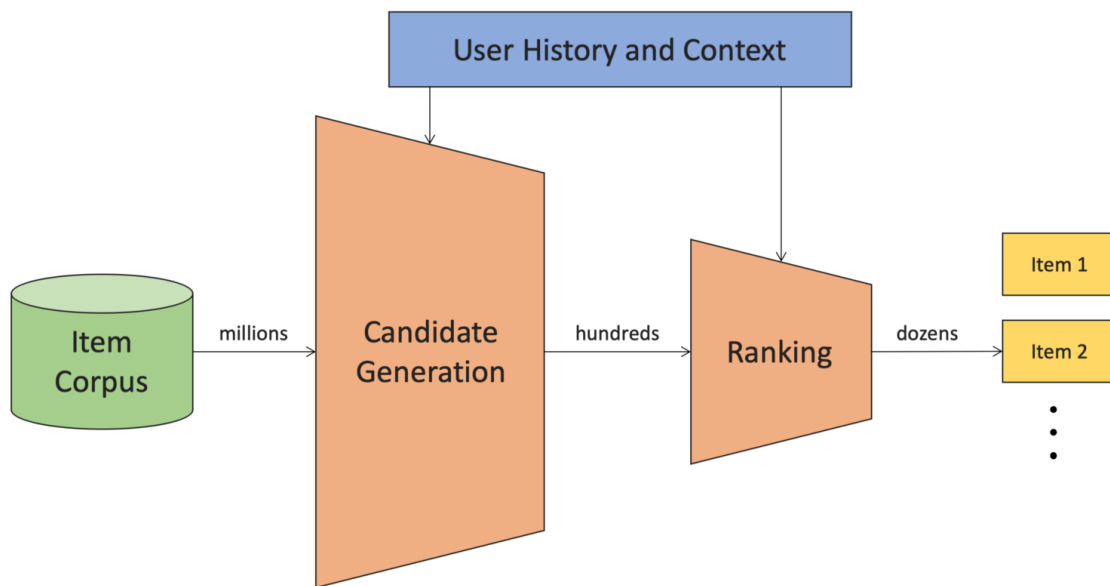 User History and Context
Item
Corpus
millions
Candidate
Generation
hundreds
Ranking
dozens
Item 1
Item 2